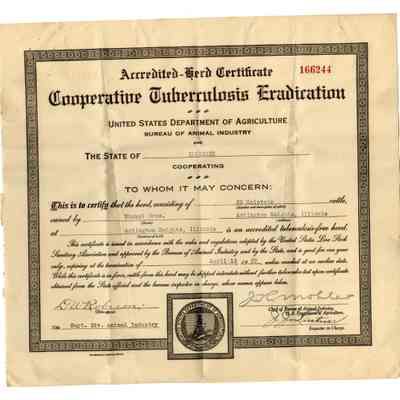 Accredited-Herd Certificate
166244
Cooperative Tuberculosis Eradication
UNITED STATES DEPARTMENT OF AGRICULTURE
BUREAU OF ANIMAL INDUSTRY
AND
THE STATE OF ILLINOIS
COOPERATING
TO WHOM IT MAY CONCERN:
This is to certify that the herd, consisting of Holstein cattle,
owned by Bros. Arlington Heights, Illinois
at Arlington Heights, Illinois is an accredited tuberculosis-free herd.
This certificate is issued in accordance with the rules and regulations adopted by the United States Live Stock
Sanitary Association and approved by the Bureau of Animal Industry and by the State, and is good for one year
only, expiring at the termination of April 12, 19 unless sooner revoked
While this certificate is in force, cattle from this herd may be shipped interstate without further tuberculin test upon certificate
obtained from the State official and the bureau inspector in charge, whose names appear below.
Chief of Bureau of Animal Industry,
U. S. Department of Agriculture.
Supt. Div. Animal Industry
Inspector in Charge.